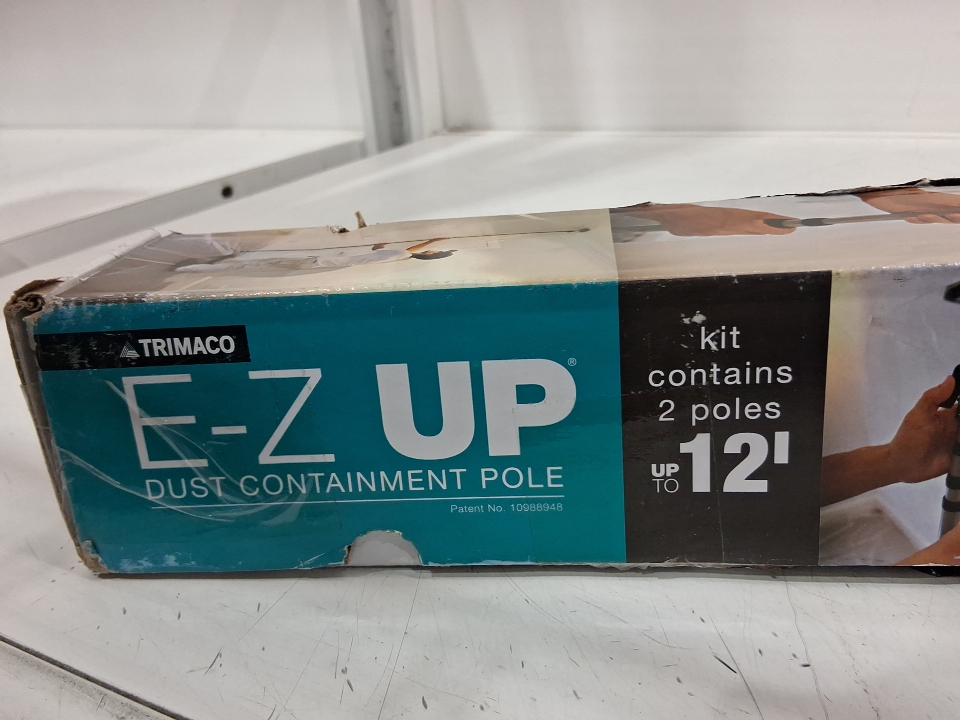 TRIMACO
E-Z UP®
DUST CONTAINMENT POLE
Patent No. 10988948
kit
contains
2 poles
UP TO 12'